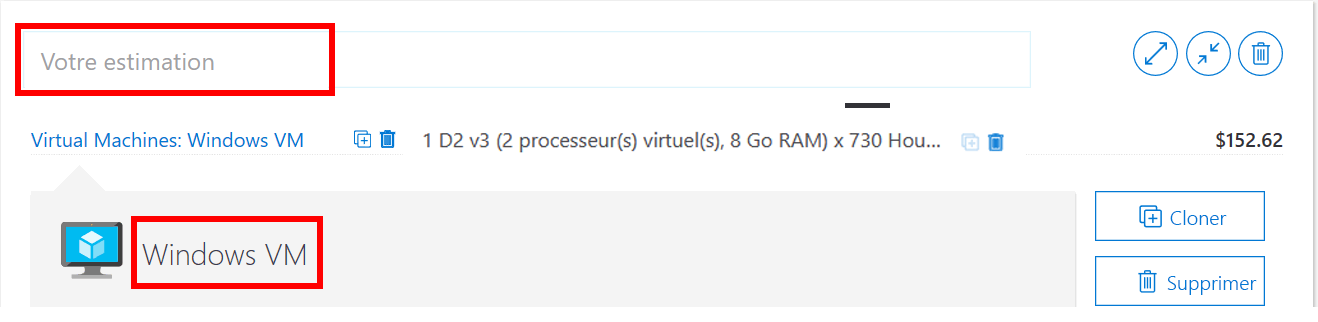 Votre estimation
Virtual Machines: Windows VM 1 D2 v3 (2 processeur(s) virtuel(s), 8 Go RAM) x 730 Hou... $152.62
Windows VM
Cloner
Supprimer